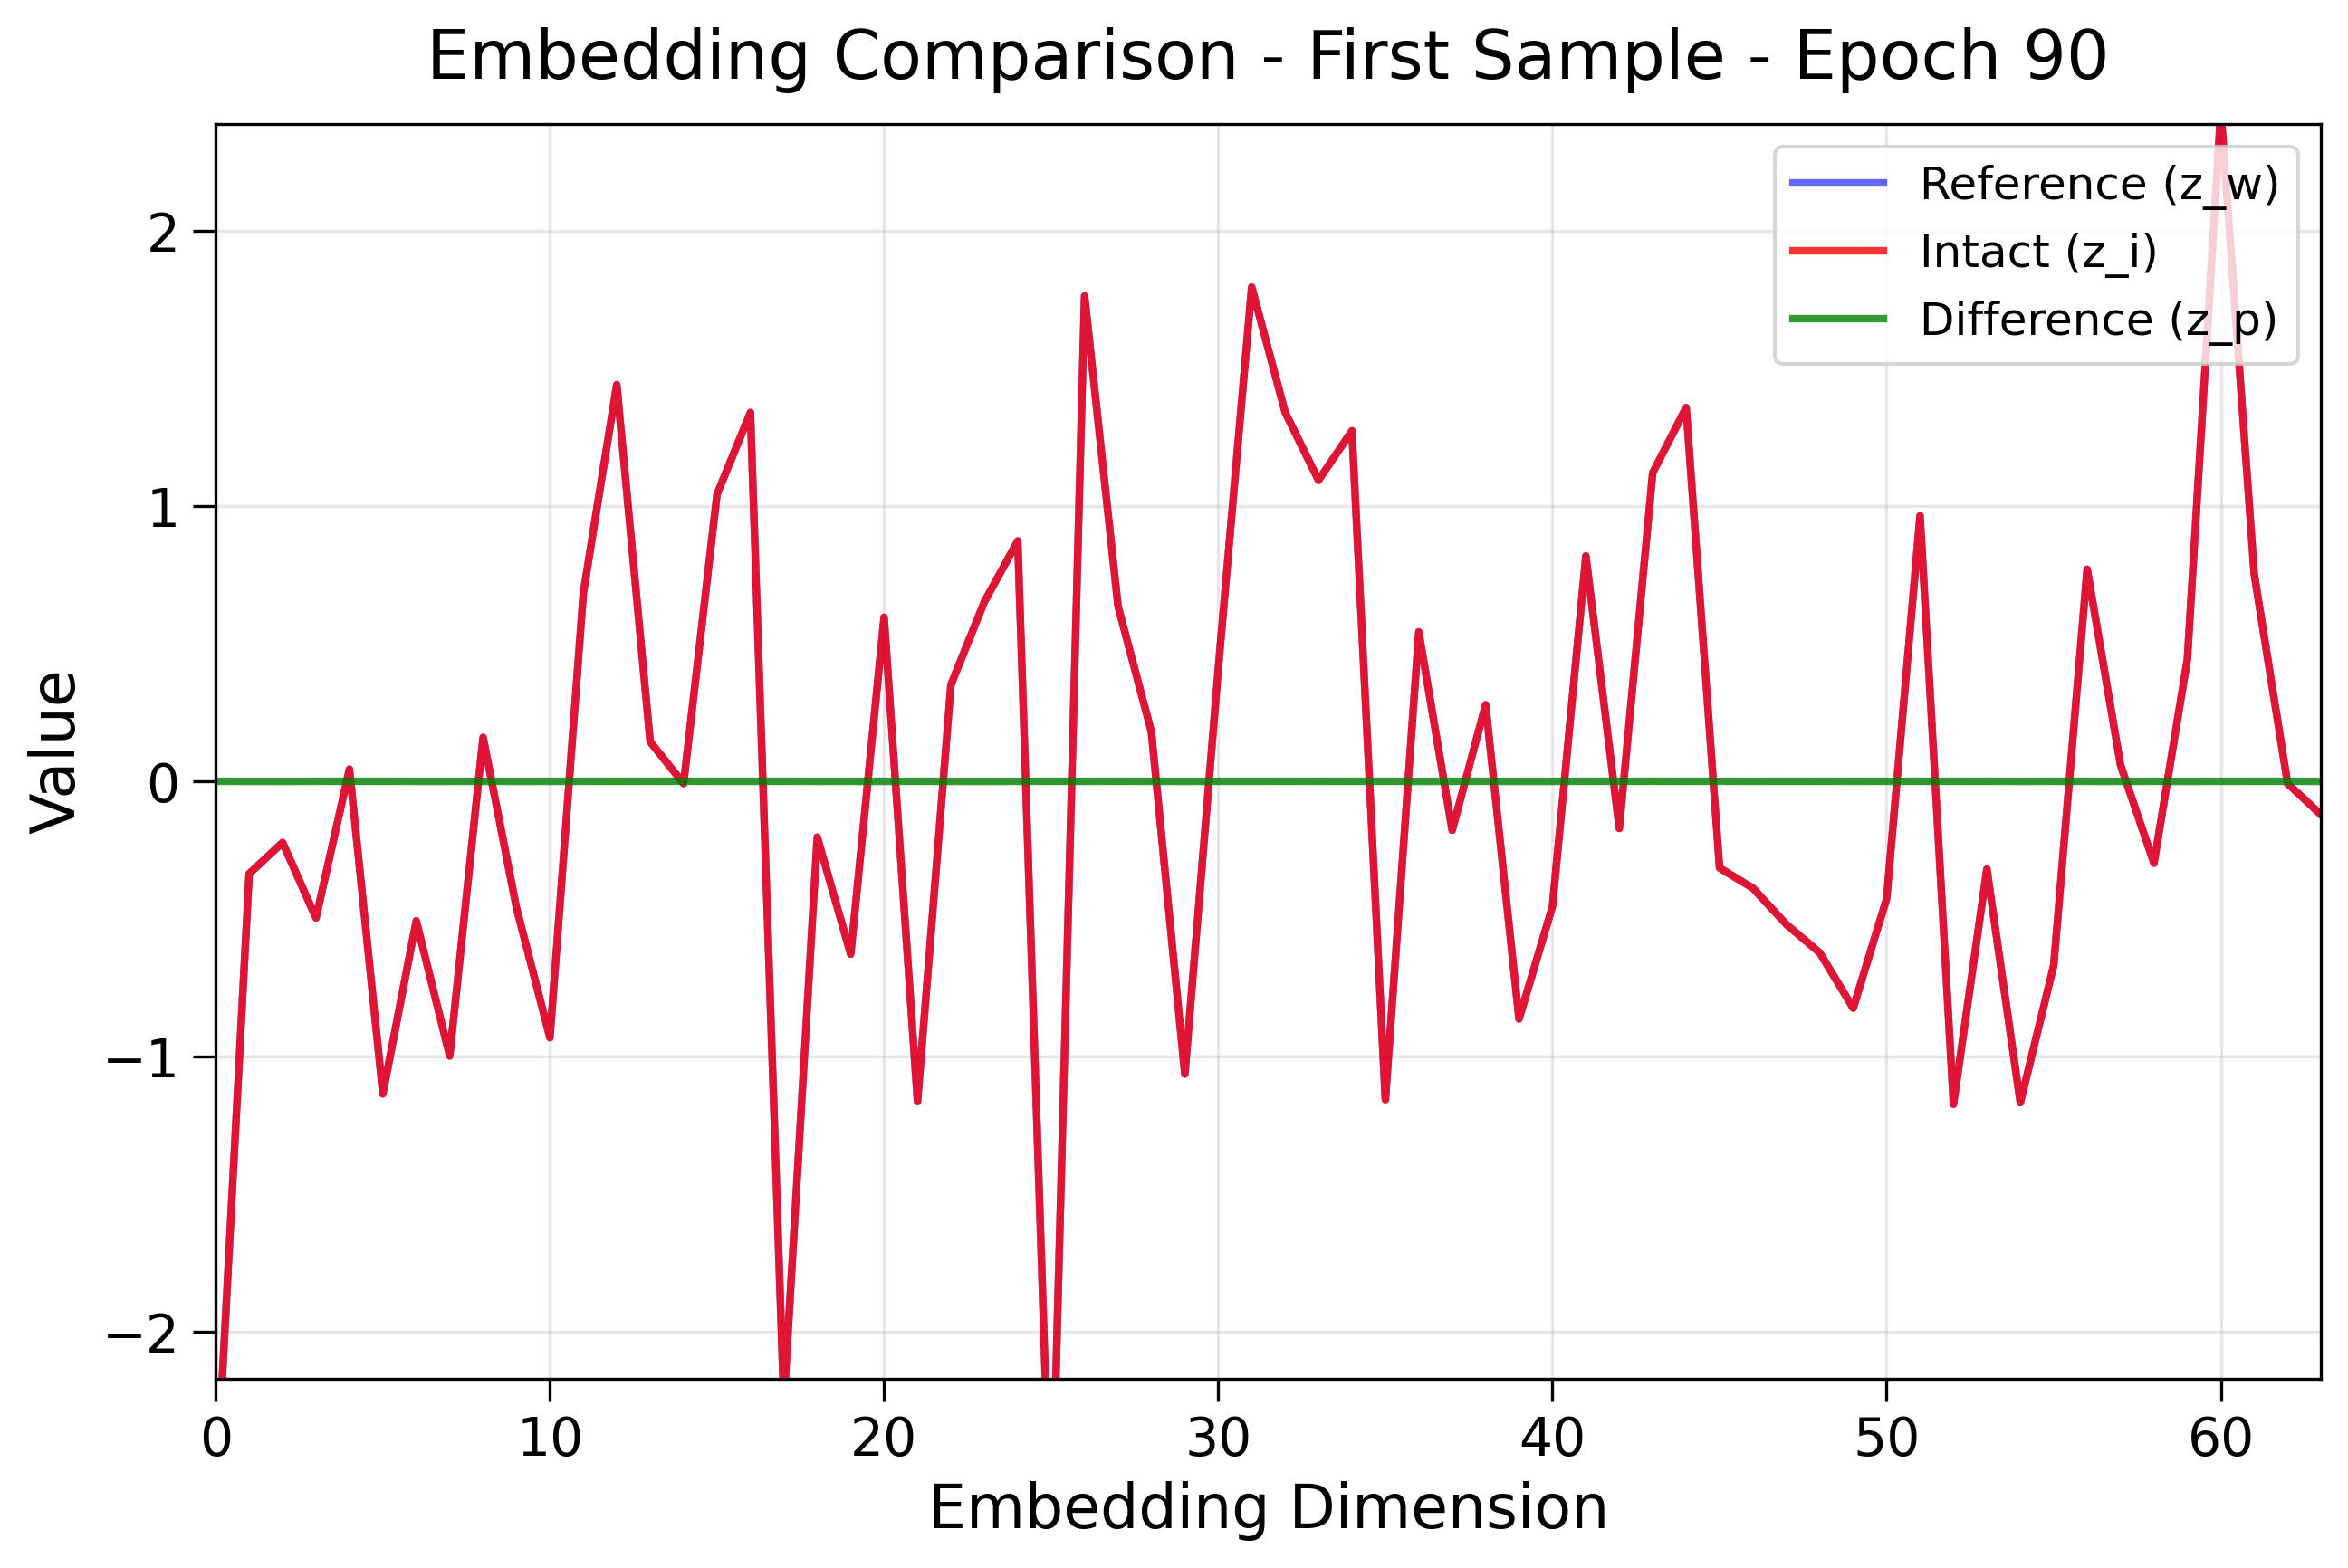 Embedding Comparison - First Sample - Epoch 90
Reference (z_w)
Intact (z_i)
Difference (z_p)
Value
2
1
0
−1
−2
0 10 20 30 40 50 60
Embedding Dimension